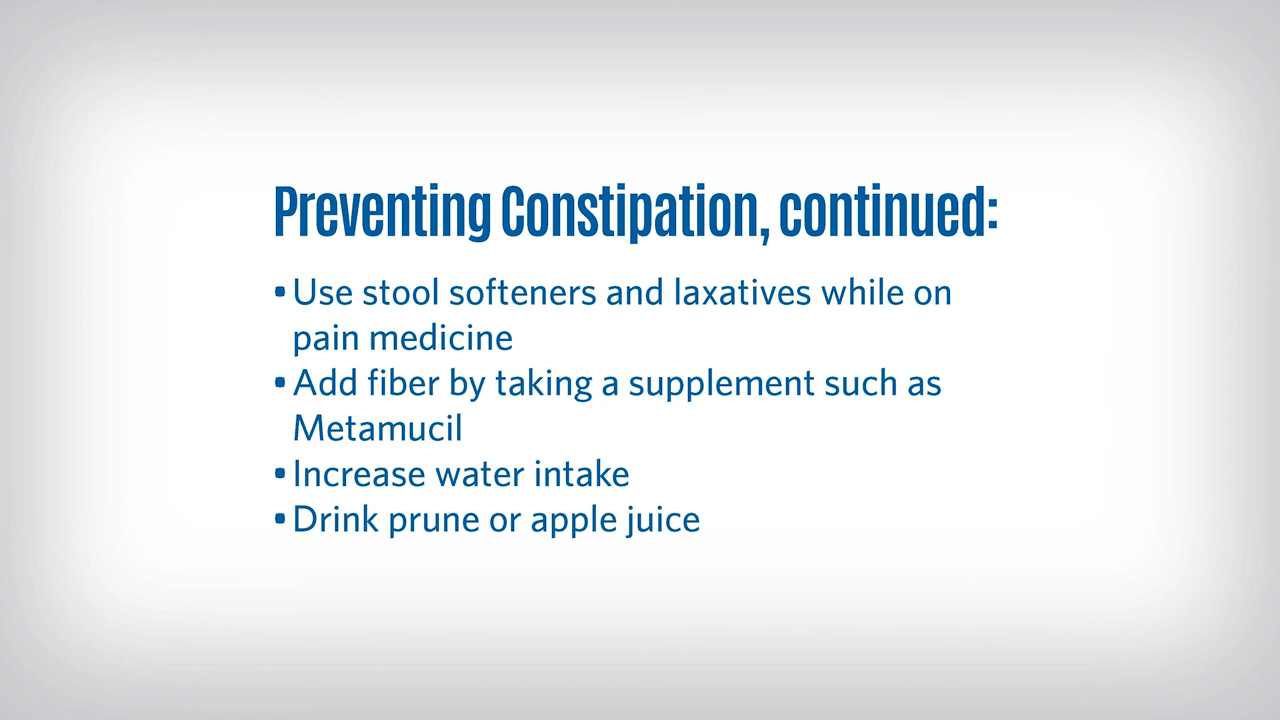 Preventing Constipation, continued:
• Use stool softeners and laxatives while on
pain medicine
• Add fiber by taking a supplement such as
Metamucil
• Increase water intake
• Drink prune or apple juice